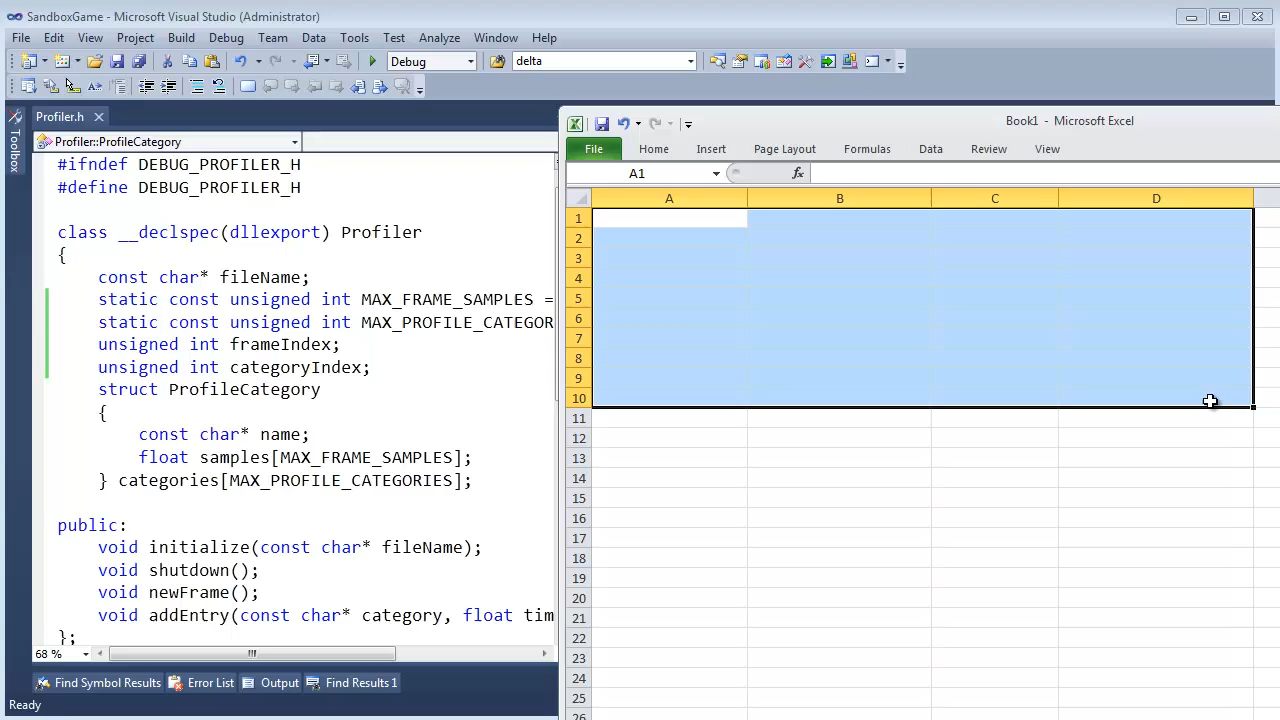 SandboxGame - Microsoft Visual Studio (Administrator)
File Edit View Project Build Debug Team Data Tools Test Analyze Window Help
Debug delta
Profiler.h
Profiler::ProfileCategory
#ifndef DEBUG_PROFILER_H
#define DEBUG_PROFILER_H
class __declspec(dllexport) Profiler
{
const char* fileName;
static const unsigned int MAX_FRAME_SAMPLES =
static const unsigned int MAX_PROFILE_CATEGOR
unsigned int frameIndex;
unsigned int categoryIndex;
struct ProfileCategory
{
const char* name;
float samples[MAX_FRAME_SAMPLES];
} categories[MAX_PROFILE_CATEGORIES];
public:
void initialize(const char* fileName);
void shutdown();
void newFrame();
void addEntry(const char* category, float tim
};
68 %
Find Symbol Results Error List Output Find Results 1
Ready
Toolbox
Book1 - Microsoft Excel
File Home Insert Page Layout Formulas Data Review View
A1 fx
A B C D
1
2
3
4
5
6
7
8
9
10
11
12
13
14
15
16
17
18
19
20
21
22
23
24
25
26